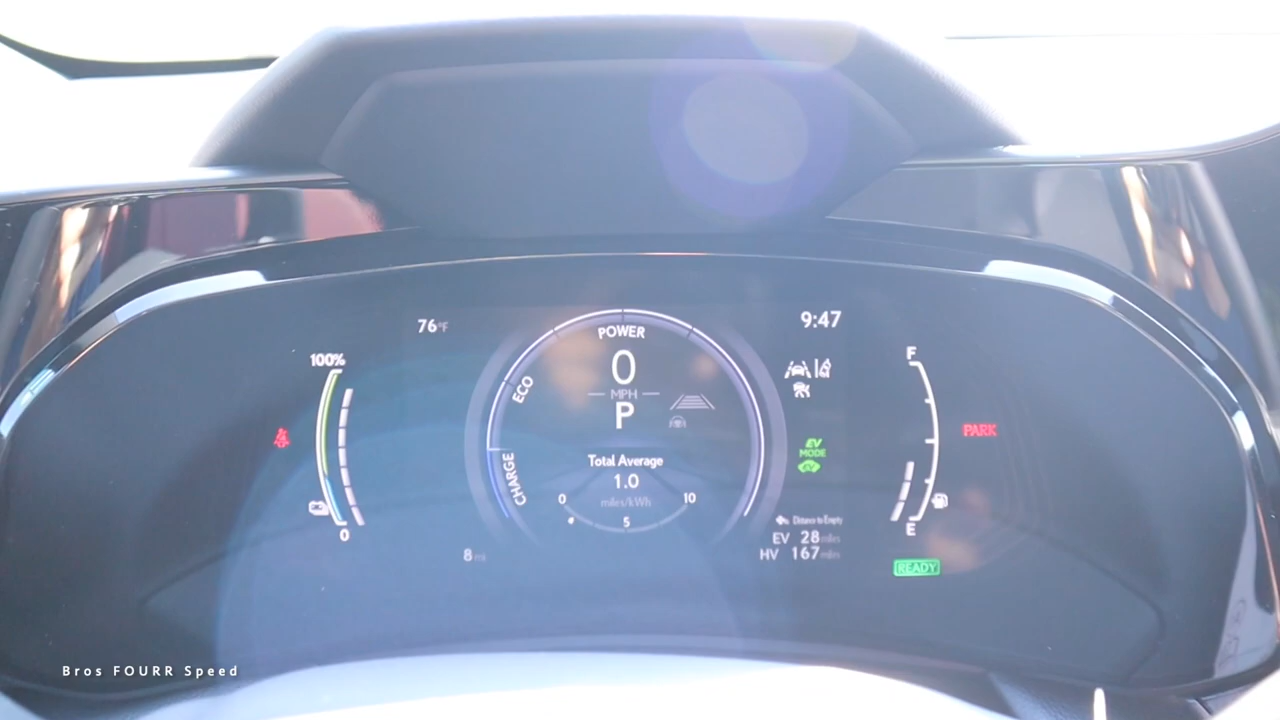 76°F
9:47
100%
POWER
F
0
ECO
MPH
P
PARK
EV
MODE
EV
Total Average
1.0
CHARGE
miles/kWh
0
10
5
0
E
Distance to Empty
EV 28 miles
HV 167 miles
8 mi
READY
Bros FOURR Speed